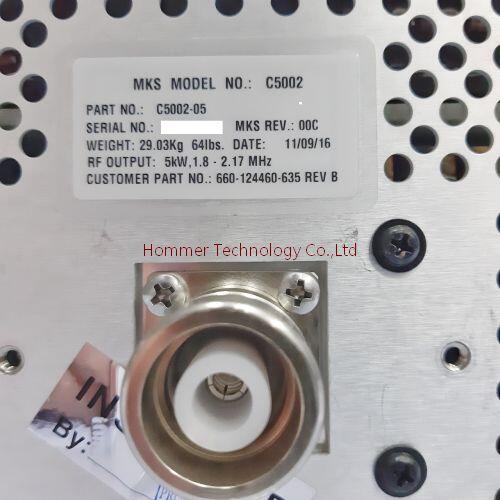 MKS MODEL NO.: C5002
PART NO.: C5002-05
SERIAL NO.: MKS REV.: 00C
WEIGHT: 29.03Kg 64lbs. DATE: 11/09/16
RF OUTPUT: 5kW,1.8 - 2.17 MHz
CUSTOMER PART NO.: 660-124460-635 REV B
Hommer Technology Co.,Ltd
By: